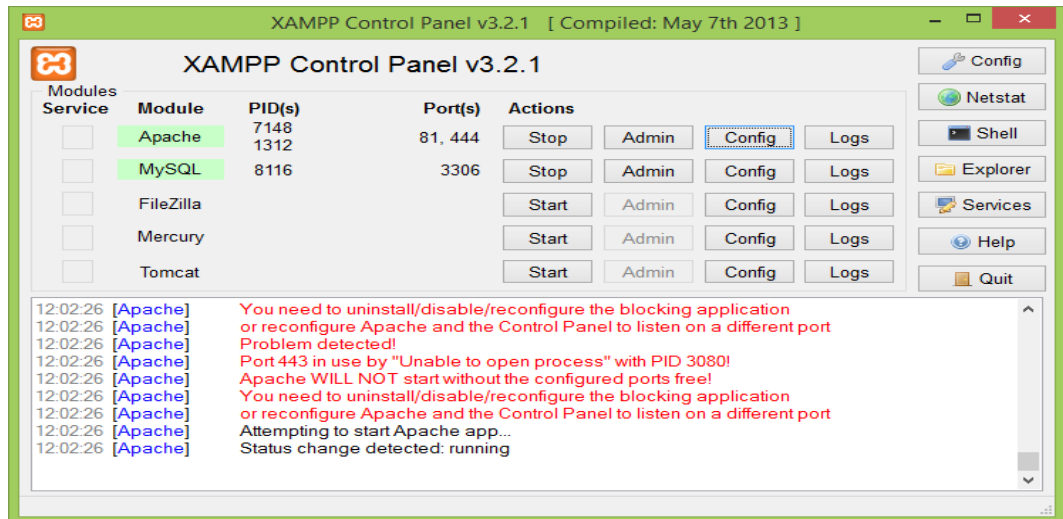 XAMPP Control Panel v3.2.1 [ Compiled: May 7th 2013 ]
XAMPP Control Panel v3.2.1
Config
Modules
Service Module PID(s) Port(s) Actions
Netstat
Apache 7148 1312 81, 444 Stop Admin Config Logs
Shell
MySQL 8116 3306 Stop Admin Config Logs
Explorer
FileZilla Start Admin Config Logs
Services
Mercury Start Admin Config Logs
Help
Tomcat Start Admin Config Logs
Quit
12:02:26 [Apache] You need to uninstall/disable/reconfigure the blocking application
12:02:26 [Apache] or reconfigure Apache and the Control Panel to listen on a different port
12:02:26 [Apache] Problem detected!
12:02:26 [Apache] Port 443 in use by "Unable to open process" with PID 3080!
12:02:26 [Apache] Apache WILL NOT start without the configured ports free!
12:02:26 [Apache] You need to uninstall/disable/reconfigure the blocking application
12:02:26 [Apache] or reconfigure Apache and the Control Panel to listen on a different port
12:02:26 [Apache] Attempting to start Apache app...
12:02:26 [Apache] Status change detected: running